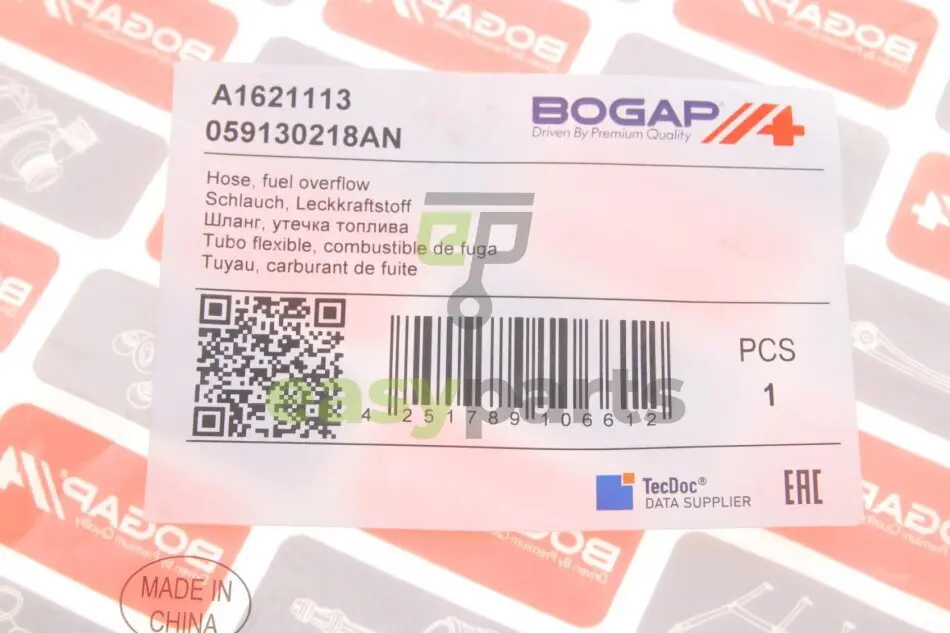 A1621113
059130218AN
BOGAP
Driven By Premium Quality
Hose, fuel overflow
Schlauch, Leckkraftstoff
Шланг, утечка топлива
Tubo flexible, combustible de fuga
Tuyau, carburant de fuite
ep
easyparts
4 251789 106612
PCS
1
TecDoc®
DATA SUPPLIER
EAC
MADE IN
CHINA